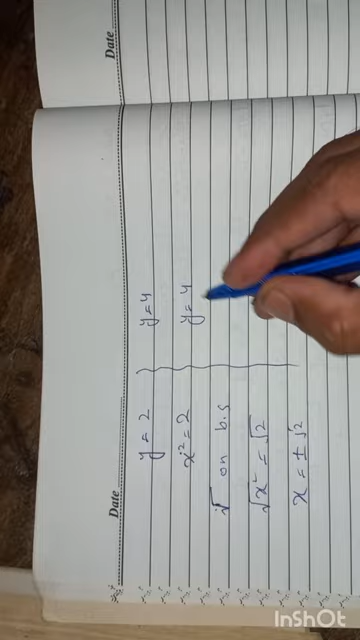 Date
Date
y = 2
x² = 2
√ on b.s
√x² = √2
x = ±√2
y = 4
y = 4
InShOt